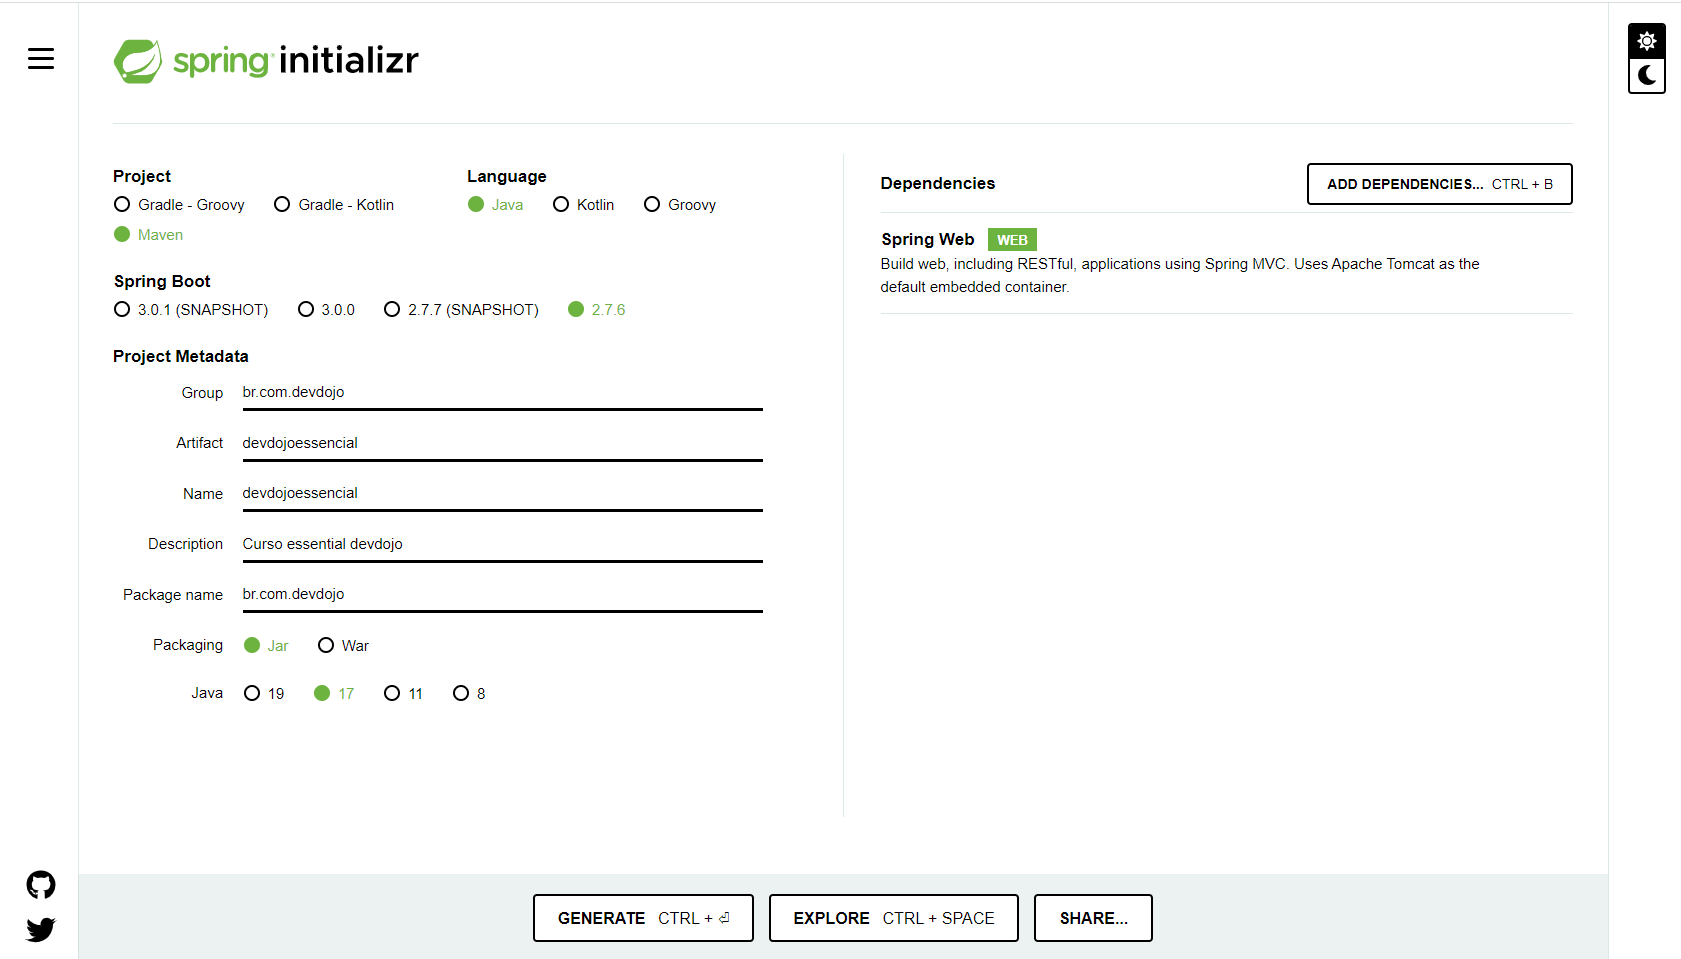 spring initializr
Project
Gradle - Groovy Gradle - Kotlin
Maven
Language
Java Kotlin Groovy
Spring Boot
3.0.1 (SNAPSHOT) 3.0.0 2.7.7 (SNAPSHOT) 2.7.6
Project Metadata
Group br.com.devdojo
Artifact devdojoessencial
Name devdojoessencial
Description Curso essential devdojo
Package name br.com.devdojo
Packaging Jar War
Java 19 17 11 8
Dependencies
ADD DEPENDENCIES... CTRL + B
Spring Web WEB
Build web, including RESTful, applications using Spring MVC. Uses Apache Tomcat as the
default embedded container.
GENERATE CTRL + ⏎
EXPLORE CTRL + SPACE
SHARE...